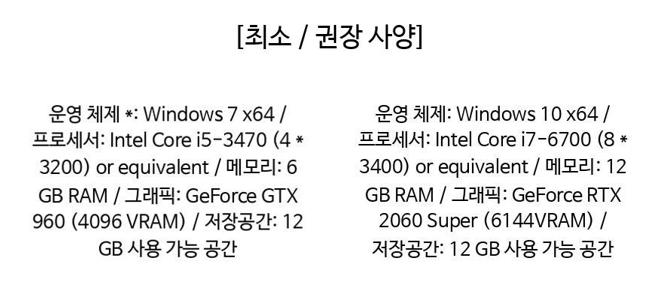 [최소 / 권장 사양]
운영 체제 *: Windows 7 x64 /
프로세서: Intel Core i5-3470 (4 *
3200) or equivalent / 메모리: 6
GB RAM / 그래픽: GeForce GTX
960 (4096 VRAM) / 저장공간: 12
GB 사용 가능 공간
운영 체제: Windows 10 x64 /
프로세서: Intel Core i7-6700 (8 *
3400) or equivalent / 메모리: 12
GB RAM / 그래픽: GeForce RTX
2060 Super (6144VRAM) /
저장공간: 12 GB 사용 가능 공간